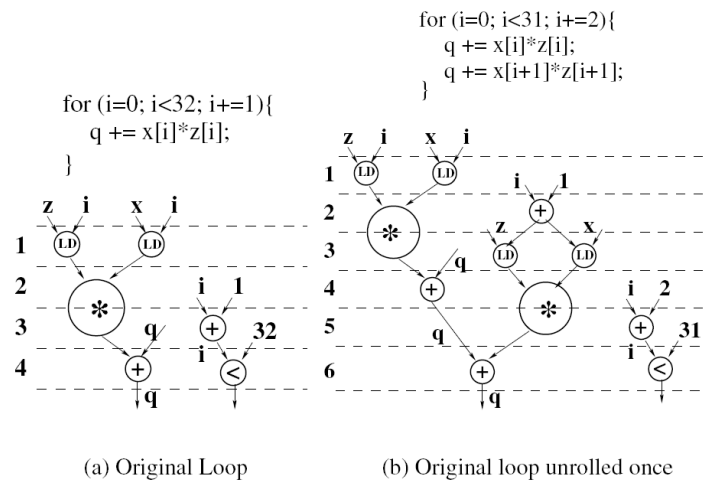 for (i=0; i<32; i+=1){
q += x[i]*z[i];
}
z i x i
LD LD
1
2
*
i 1
3
+
q
i
32
4
+
<
q
(a) Original Loop
for (i=0; i<31; i+=2){
q += x[i]*z[i];
q += x[i+1]*z[i+1];
}
z i x i
1
LD LD
i 1
2
+
*
z x
3
LD LD
q
4
+
*
i 2
5
+
q
i
31
6
+
<
q
(b) Original loop unrolled once